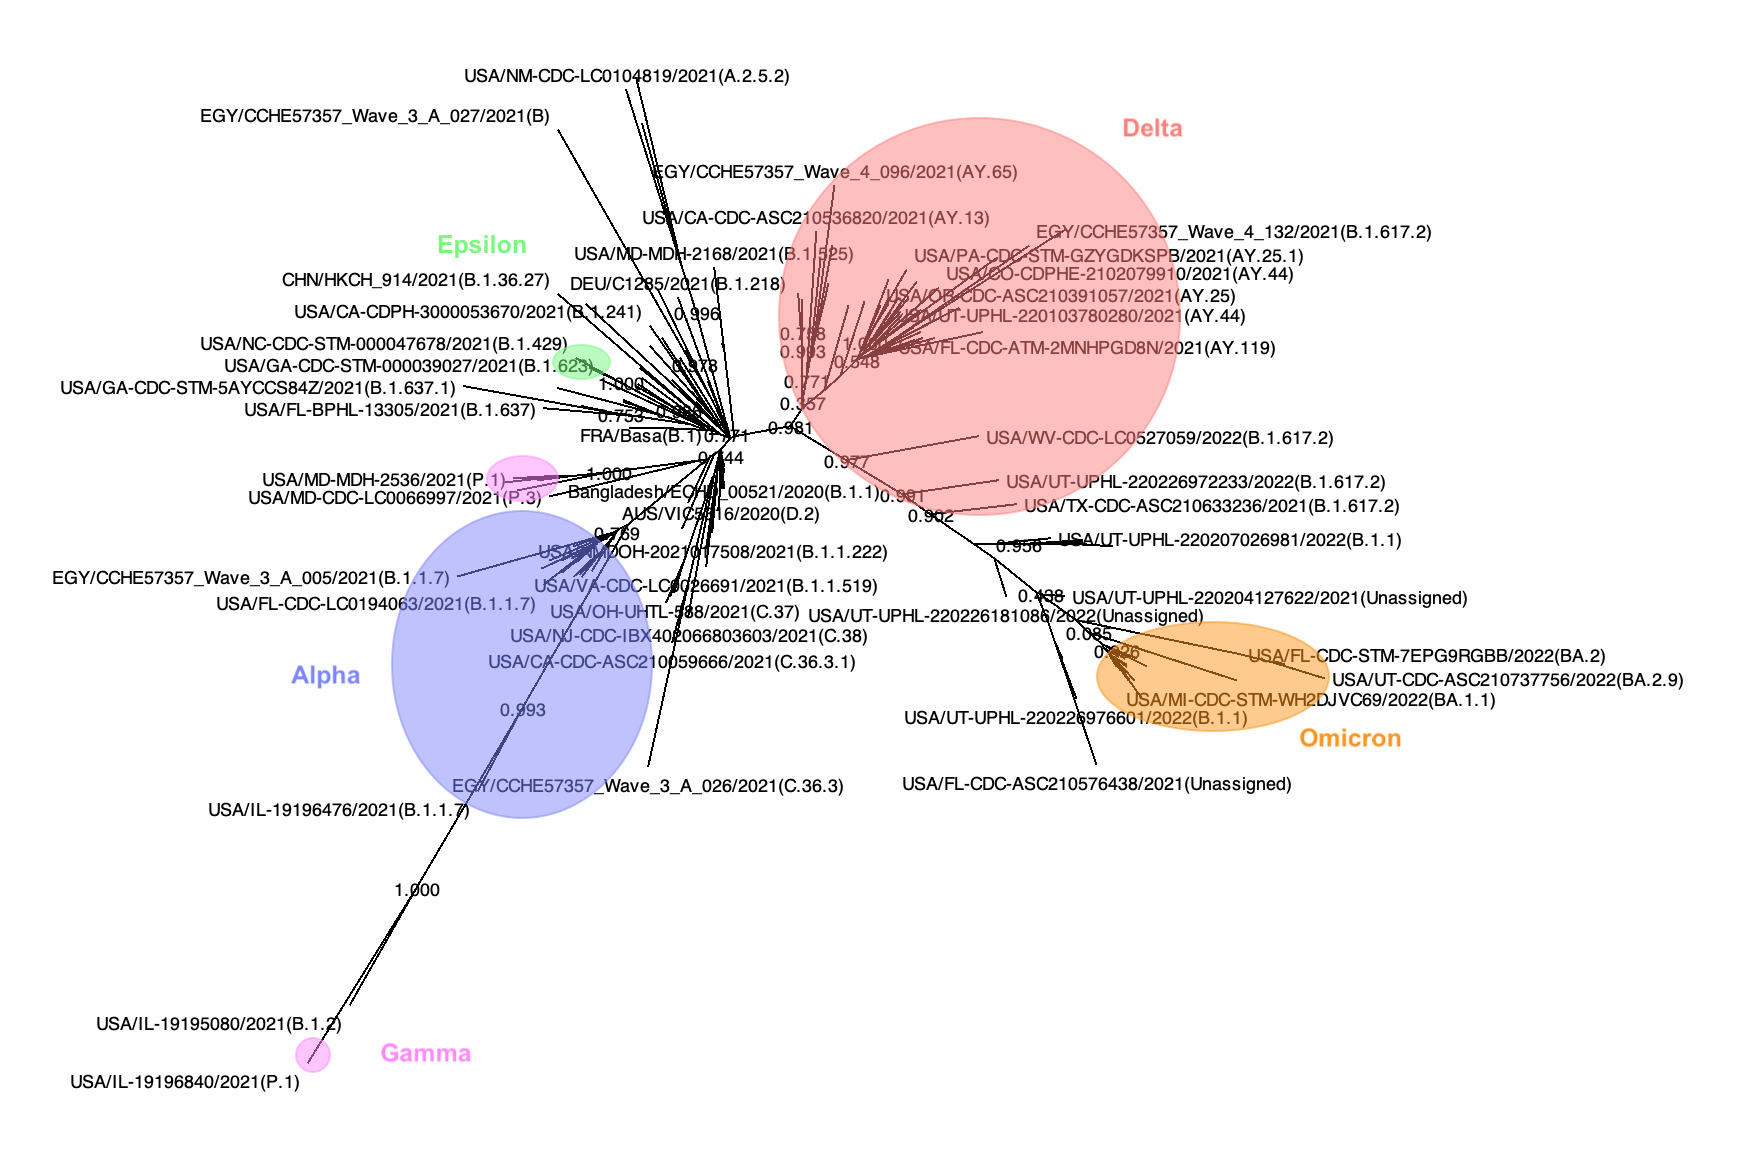 USA/NM-CDC-LC0104819/2021(A.2.5.2)
EGY/CCHE57357_Wave_3_A_027/2021(B)
Delta
EGY/CCHE57357_Wave_4_096/2021(AY.65)
USA/CA-CDC-ASC210536820/2021(AY.13)
EGY/CCHE57357_Wave_4_132/2021(B.1.617.2)
Epsilon
USA/MD-MDH-2168/2021(B.1.525)
USA/PA-CDC-STM-GZYGDKSPB/2021(AY.25.1)
USA/CO-CDPHE-2102079910/2021(AY.44)
CHN/HKCH_914/2021(B.1.36.27)
DEU/C1285/2021(B.1.218)
USA/OR-CDC-ASC210391057/2021(AY.25)
USA/CA-CDPH-3000053670/2021(B.1.241)
0.996
USA/UT-UPHL-220103780280/2021(AY.44)
0.758
USA/NC-CDC-STM-000047678/2021(B.1.429)
USA/FL-CDC-ATM-2MNHPGD8N/2021(AY.119)
0.993
0.548
USA/GA-CDC-STM-000039027/2021(B.1.623)
0.978
0.771
1.000
USA/GA-CDC-STM-5AYCCS84Z/2021(B.1.637.1)
0.357
USA/FL-BPHL-13305/2021(B.1.637)
0.753
0.981
FRA/Basa(B.1)
0.771
USA/WV-CDC-LC0527059/2022(B.1.617.2)
0.977
USA/MD-MDH-2536/2021(P.1)
1.000
USA/UT-UPHL-220226972233/2022(B.1.617.2)
USA/MD-CDC-LC0066997/2021(P.3)
Bangladesh/ECHD_00521/2020(B.1.1)
0.991
USA/TX-CDC-ASC210633236/2021(B.1.617.2)
AUS/VIC5816/2020(D.2)
0.902
0.769
USA/UT-UPHL-220207026981/2022(B.1.1)
0.956
USA/NMDOH-2021017508/2021(B.1.1.222)
EGY/CCHE57357_Wave_3_A_005/2021(B.1.1.7)
USA/VA-CDC-LC0026691/2021(B.1.1.519)
0.438
USA/UT-UPHL-220204127622/2021(Unassigned)
USA/FL-CDC-LC0194063/2021(B.1.1.7)
USA/OH-UHTL-588/2021(C.37)
USA/UT-UPHL-220226181086/2022(Unassigned)
USA/NJ-CDC-IBX402066803603/2021(C.38)
0.085
USA/CA-CDC-ASC210059666/2021(C.36.3.1)
USA/FL-CDC-STM-7EPG9RGBB/2022(BA.2)
Alpha
USA/UT-CDC-ASC210737756/2022(BA.2.9)
USA/MI-CDC-STM-WH2DJVC69/2022(BA.1.1)
0.993
USA/UT-UPHL-220226976601/2022(B.1.1)
Omicron
EGY/CCHE57357_Wave_3_A_026/2021(C.36.3)
USA/FL-CDC-ASC210576438/2021(Unassigned)
USA/IL-19196476/2021(B.1.1.7)
1.000
USA/IL-19195080/2021(B.1.2)
Gamma
USA/IL-19196840/2021(P.1)